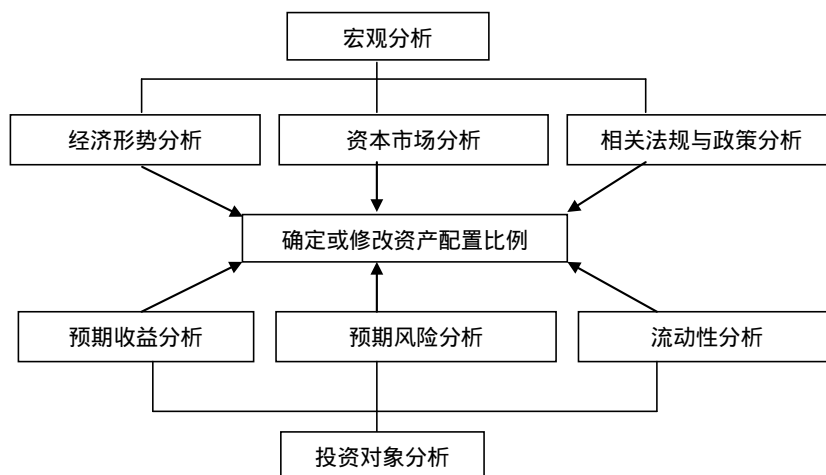 宏观分析
经济形势分析
资本市场分析
相关法规与政策分析
确定或修改资产配置比例
预期收益分析
预期风险分析
流动性分析
投资对象分析